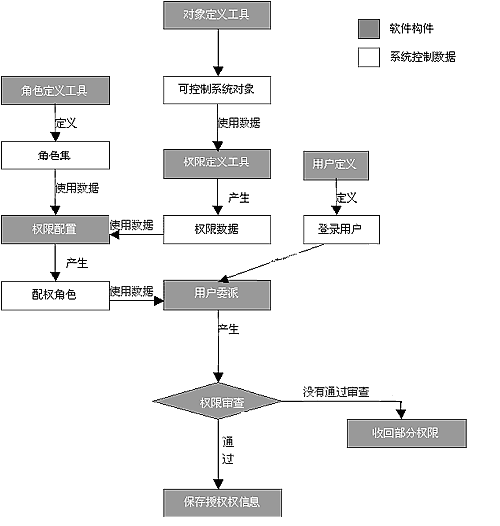 对象定义工具
软件构件
系统控制数据
角色定义工具
可控制系统对象
定义
使用数据
角色集
权限定义工具
用户定义
使用数据
产生
定义
权限配置
使用数据
权限数据
登录用户
产生
配权角色
使用数据
用户委派
产生
没有通过审查
权限审查
收回部分权限
通
过
保存授权权信息